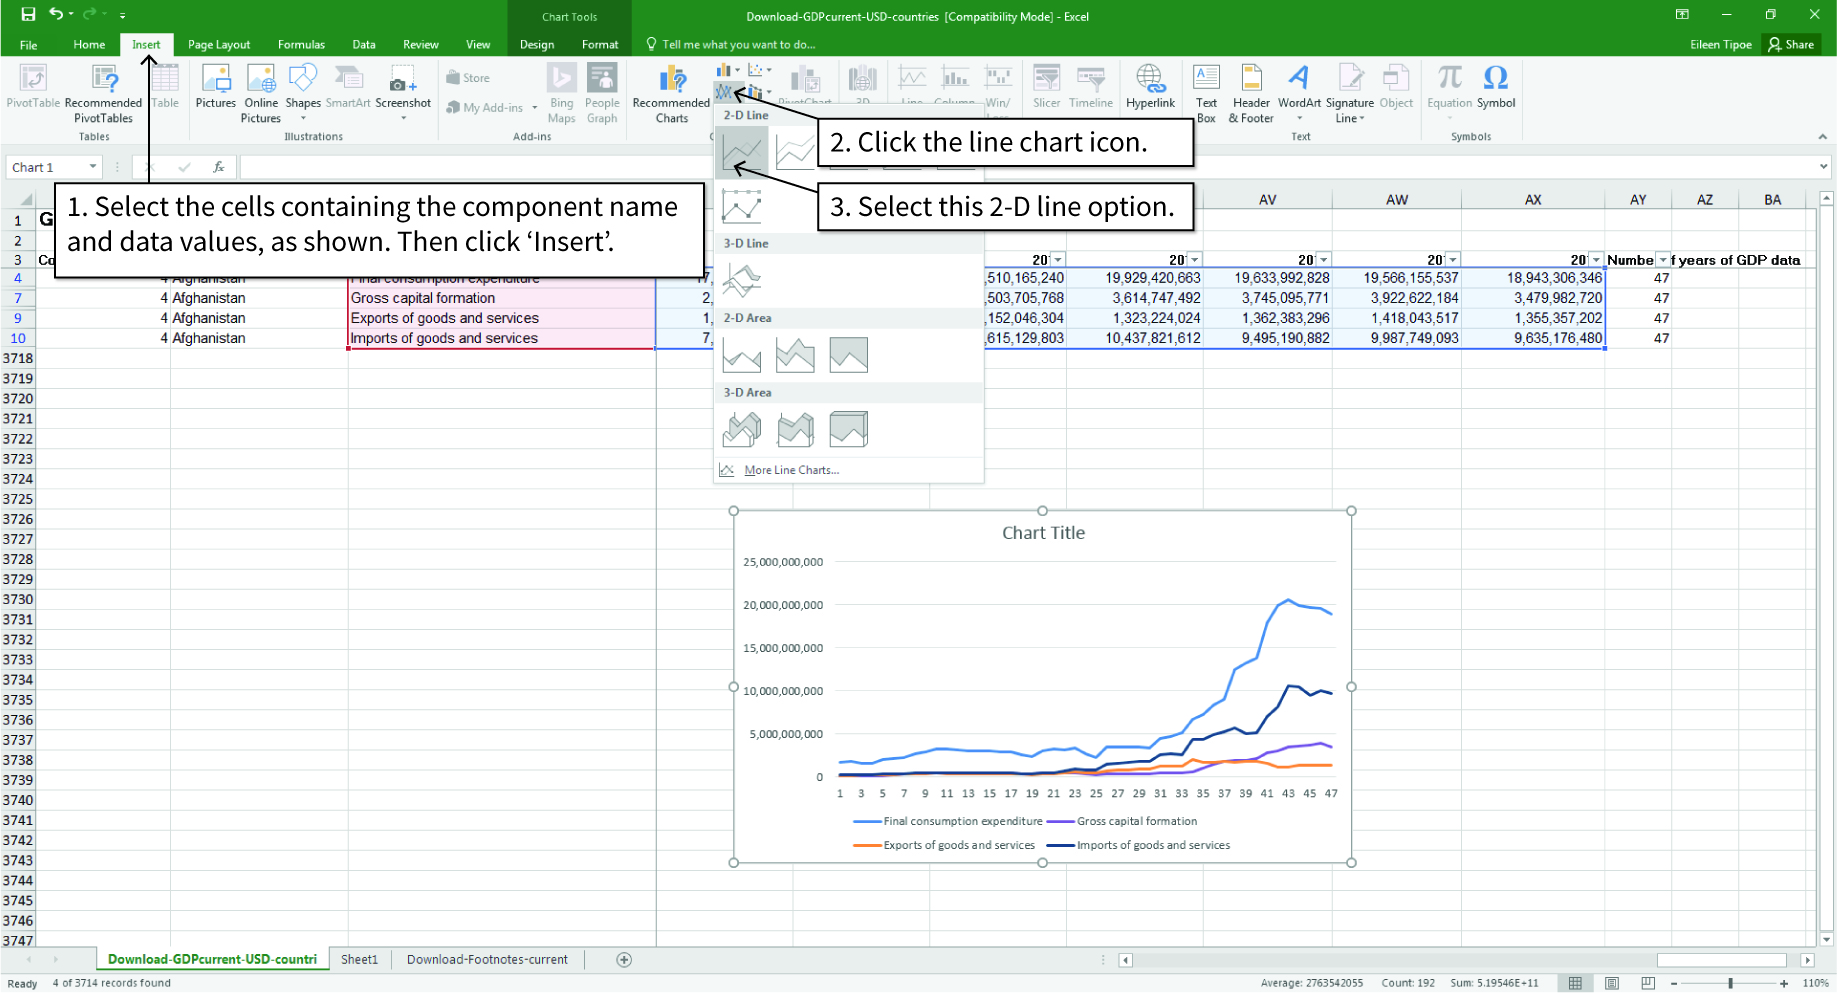 Chart Tools
Download-GDPcurrent-USD-countries [Compatibility Mode] - Excel
File Home Insert Page Layout Formulas Data Review View Design Format Tell me what you want to do...
Eileen Tipoe Share
PivotTable Recommended PivotTables Table
Tables
Pictures Online Pictures Shapes SmartArt Screenshot
Illustrations
Store
My Add-ins
Bing Maps People Graph
Add-ins
Recommended Charts
Slicer Timeline
Hyperlink
Text Box Header & Footer WordArt Signature Line Object
Text
Equation Symbol
Symbols
2-D Line
3-D Line
2-D Area
3-D Area
More Line Charts...
1. Select the cells containing the component name
and data values, as shown. Then click ‘Insert’.
2. Click the line chart icon.
3. Select this 2-D line option.
Chart 1
fx
AV AW AX AY AZ BA
1 G
2
3 Co 20 20 20 20 20 Numbe f years of GDP data
4 4 Afghanistan Final consumption expenditure 17, ,510,165,240 19,929,420,663 19,633,992,828 19,566,155,537 18,943,306,346 47
7 4 Afghanistan Gross capital formation 2, ,503,705,768 3,614,747,492 3,745,095,771 3,922,622,184 3,479,982,720 47
9 4 Afghanistan Exports of goods and services 1, ,152,046,304 1,323,224,024 1,362,383,296 1,418,043,517 1,355,357,202 47
10 4 Afghanistan Imports of goods and services 7, ,615,129,803 10,437,821,612 9,495,190,882 9,987,749,093 9,635,176,480 47
3718
3719
3720
3721
3722
3723
3724
3725
3726
3727
3728
3729
3730
3731
3732
3733
3734
3735
3736
3737
3738
3739
3740
3741
3742
3743
3744
3745
3746
3747
Chart Title
25,000,000,000
20,000,000,000
15,000,000,000
10,000,000,000
5,000,000,000
0
1 3 5 7 9 11 13 15 17 19 21 23 25 27 29 31 33 35 37 39 41 43 45 47
Final consumption expenditure Gross capital formation
Exports of goods and services Imports of goods and services
Download-GDPcurrent-USD-countri Sheet1 Download-Footnotes-current
Ready 4 of 3714 records found
Average: 2763542055 Count: 192 Sum: 5.19546E+11 110%